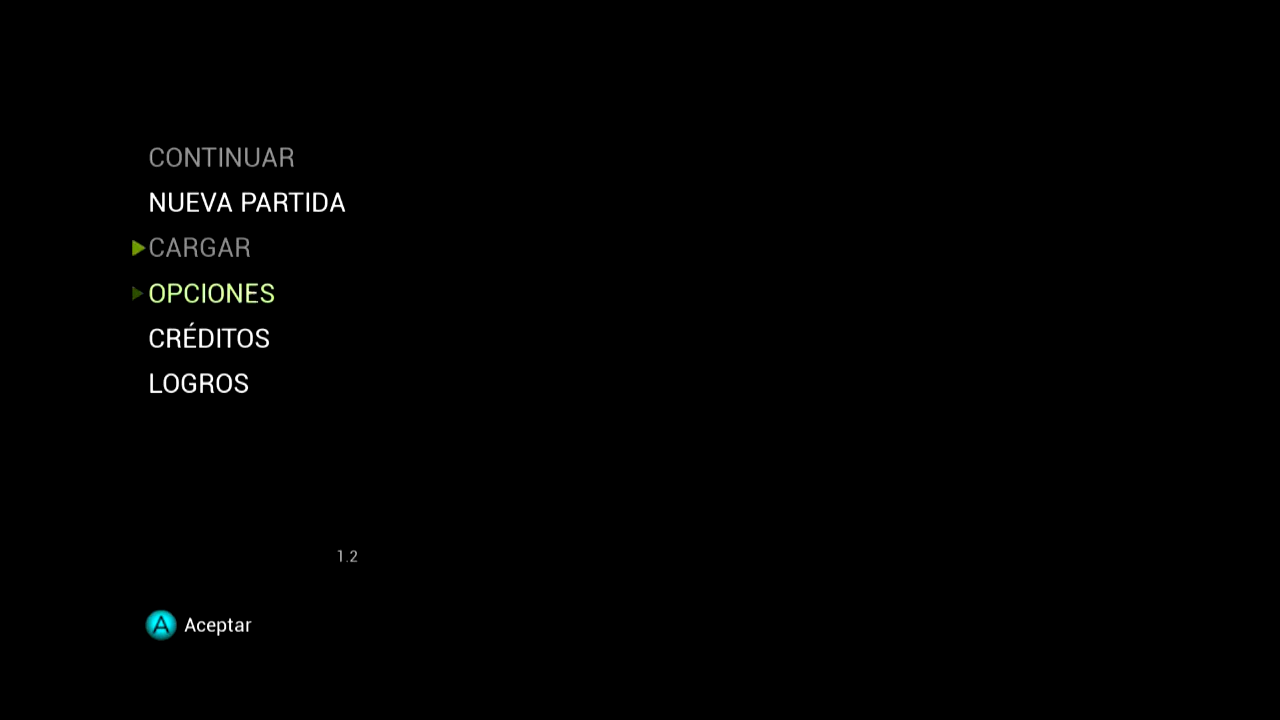 CONTINUAR
NUEVA PARTIDA
CARGAR
OPCIONES
CRÉDITOS
LOGROS
1.2
A Aceptar